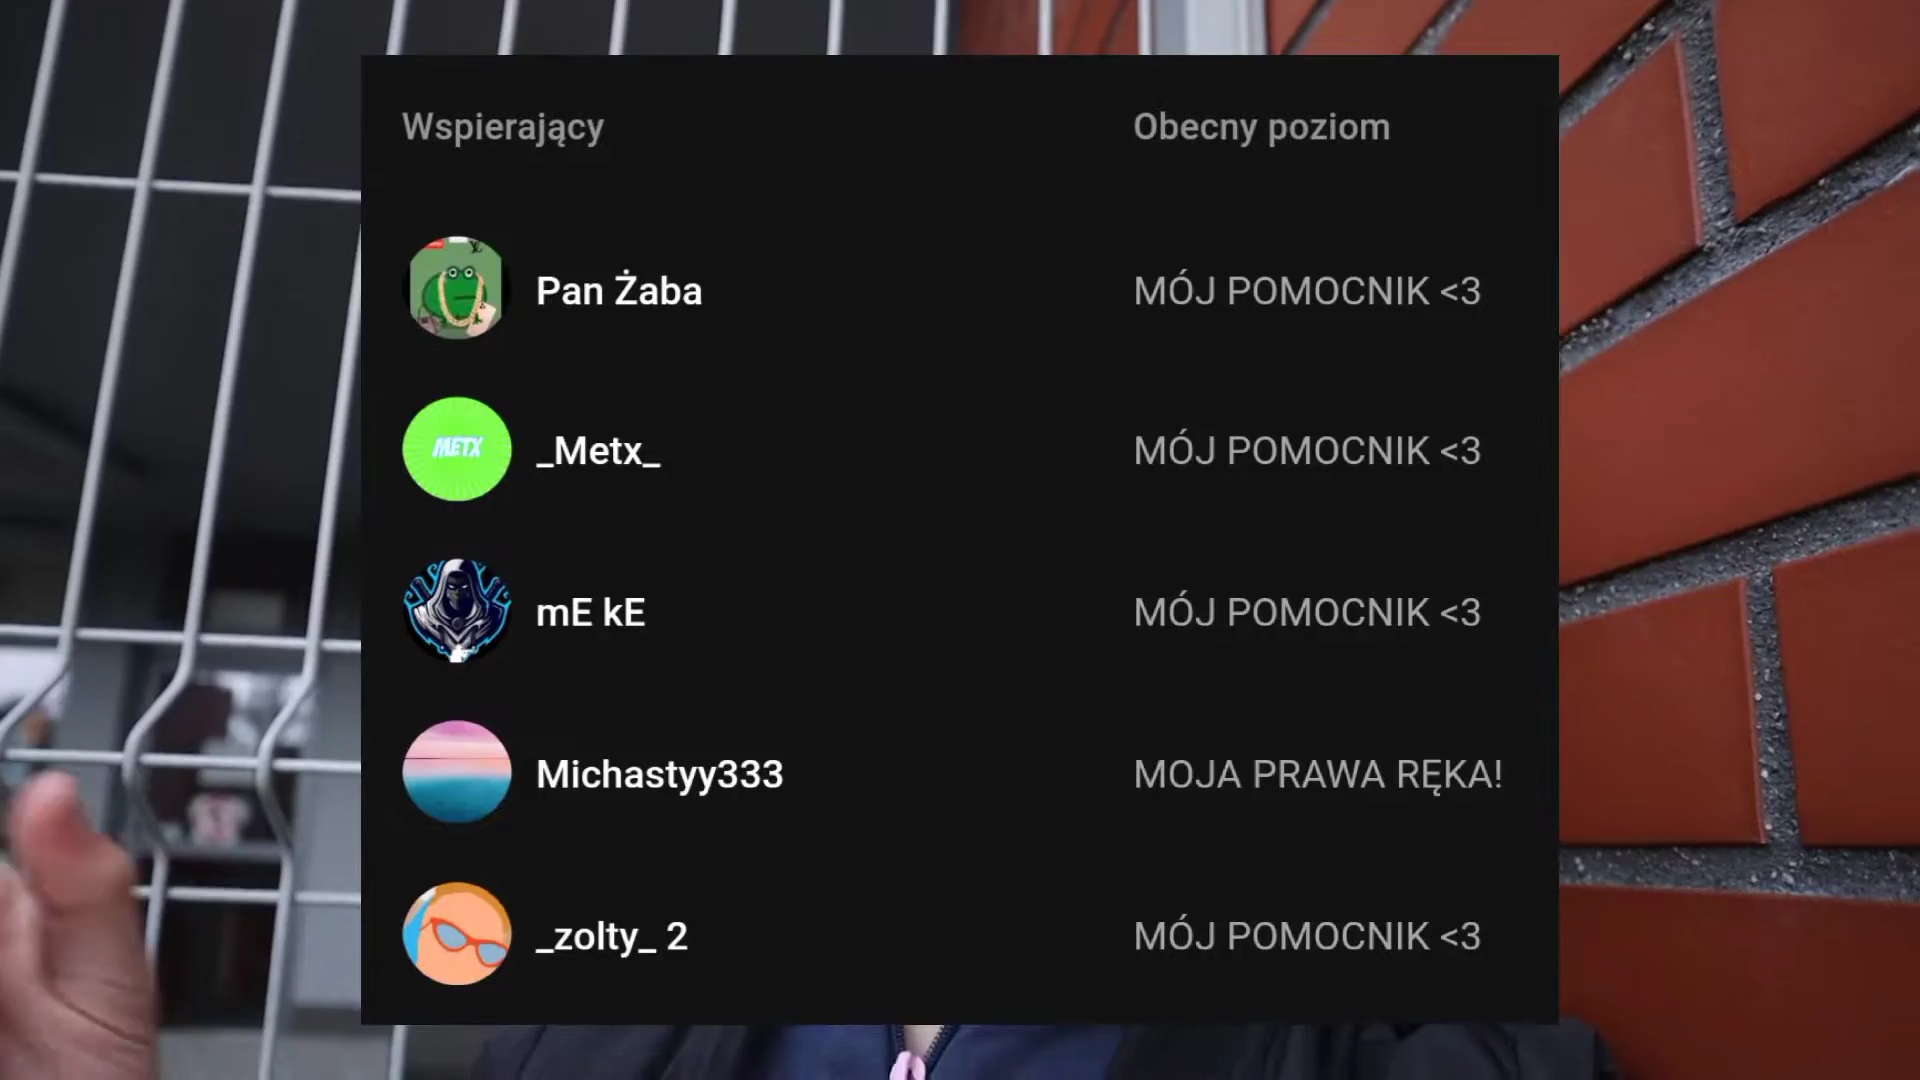 Wspierający Obecny poziom
Pan Żaba MÓJ POMOCNIK <3
METX _Metx_ MÓJ POMOCNIK <3
mE kE MÓJ POMOCNIK <3
Michastyy333 MOJA PRAWA RĘKA!
_zolty_ 2 MÓJ POMOCNIK <3